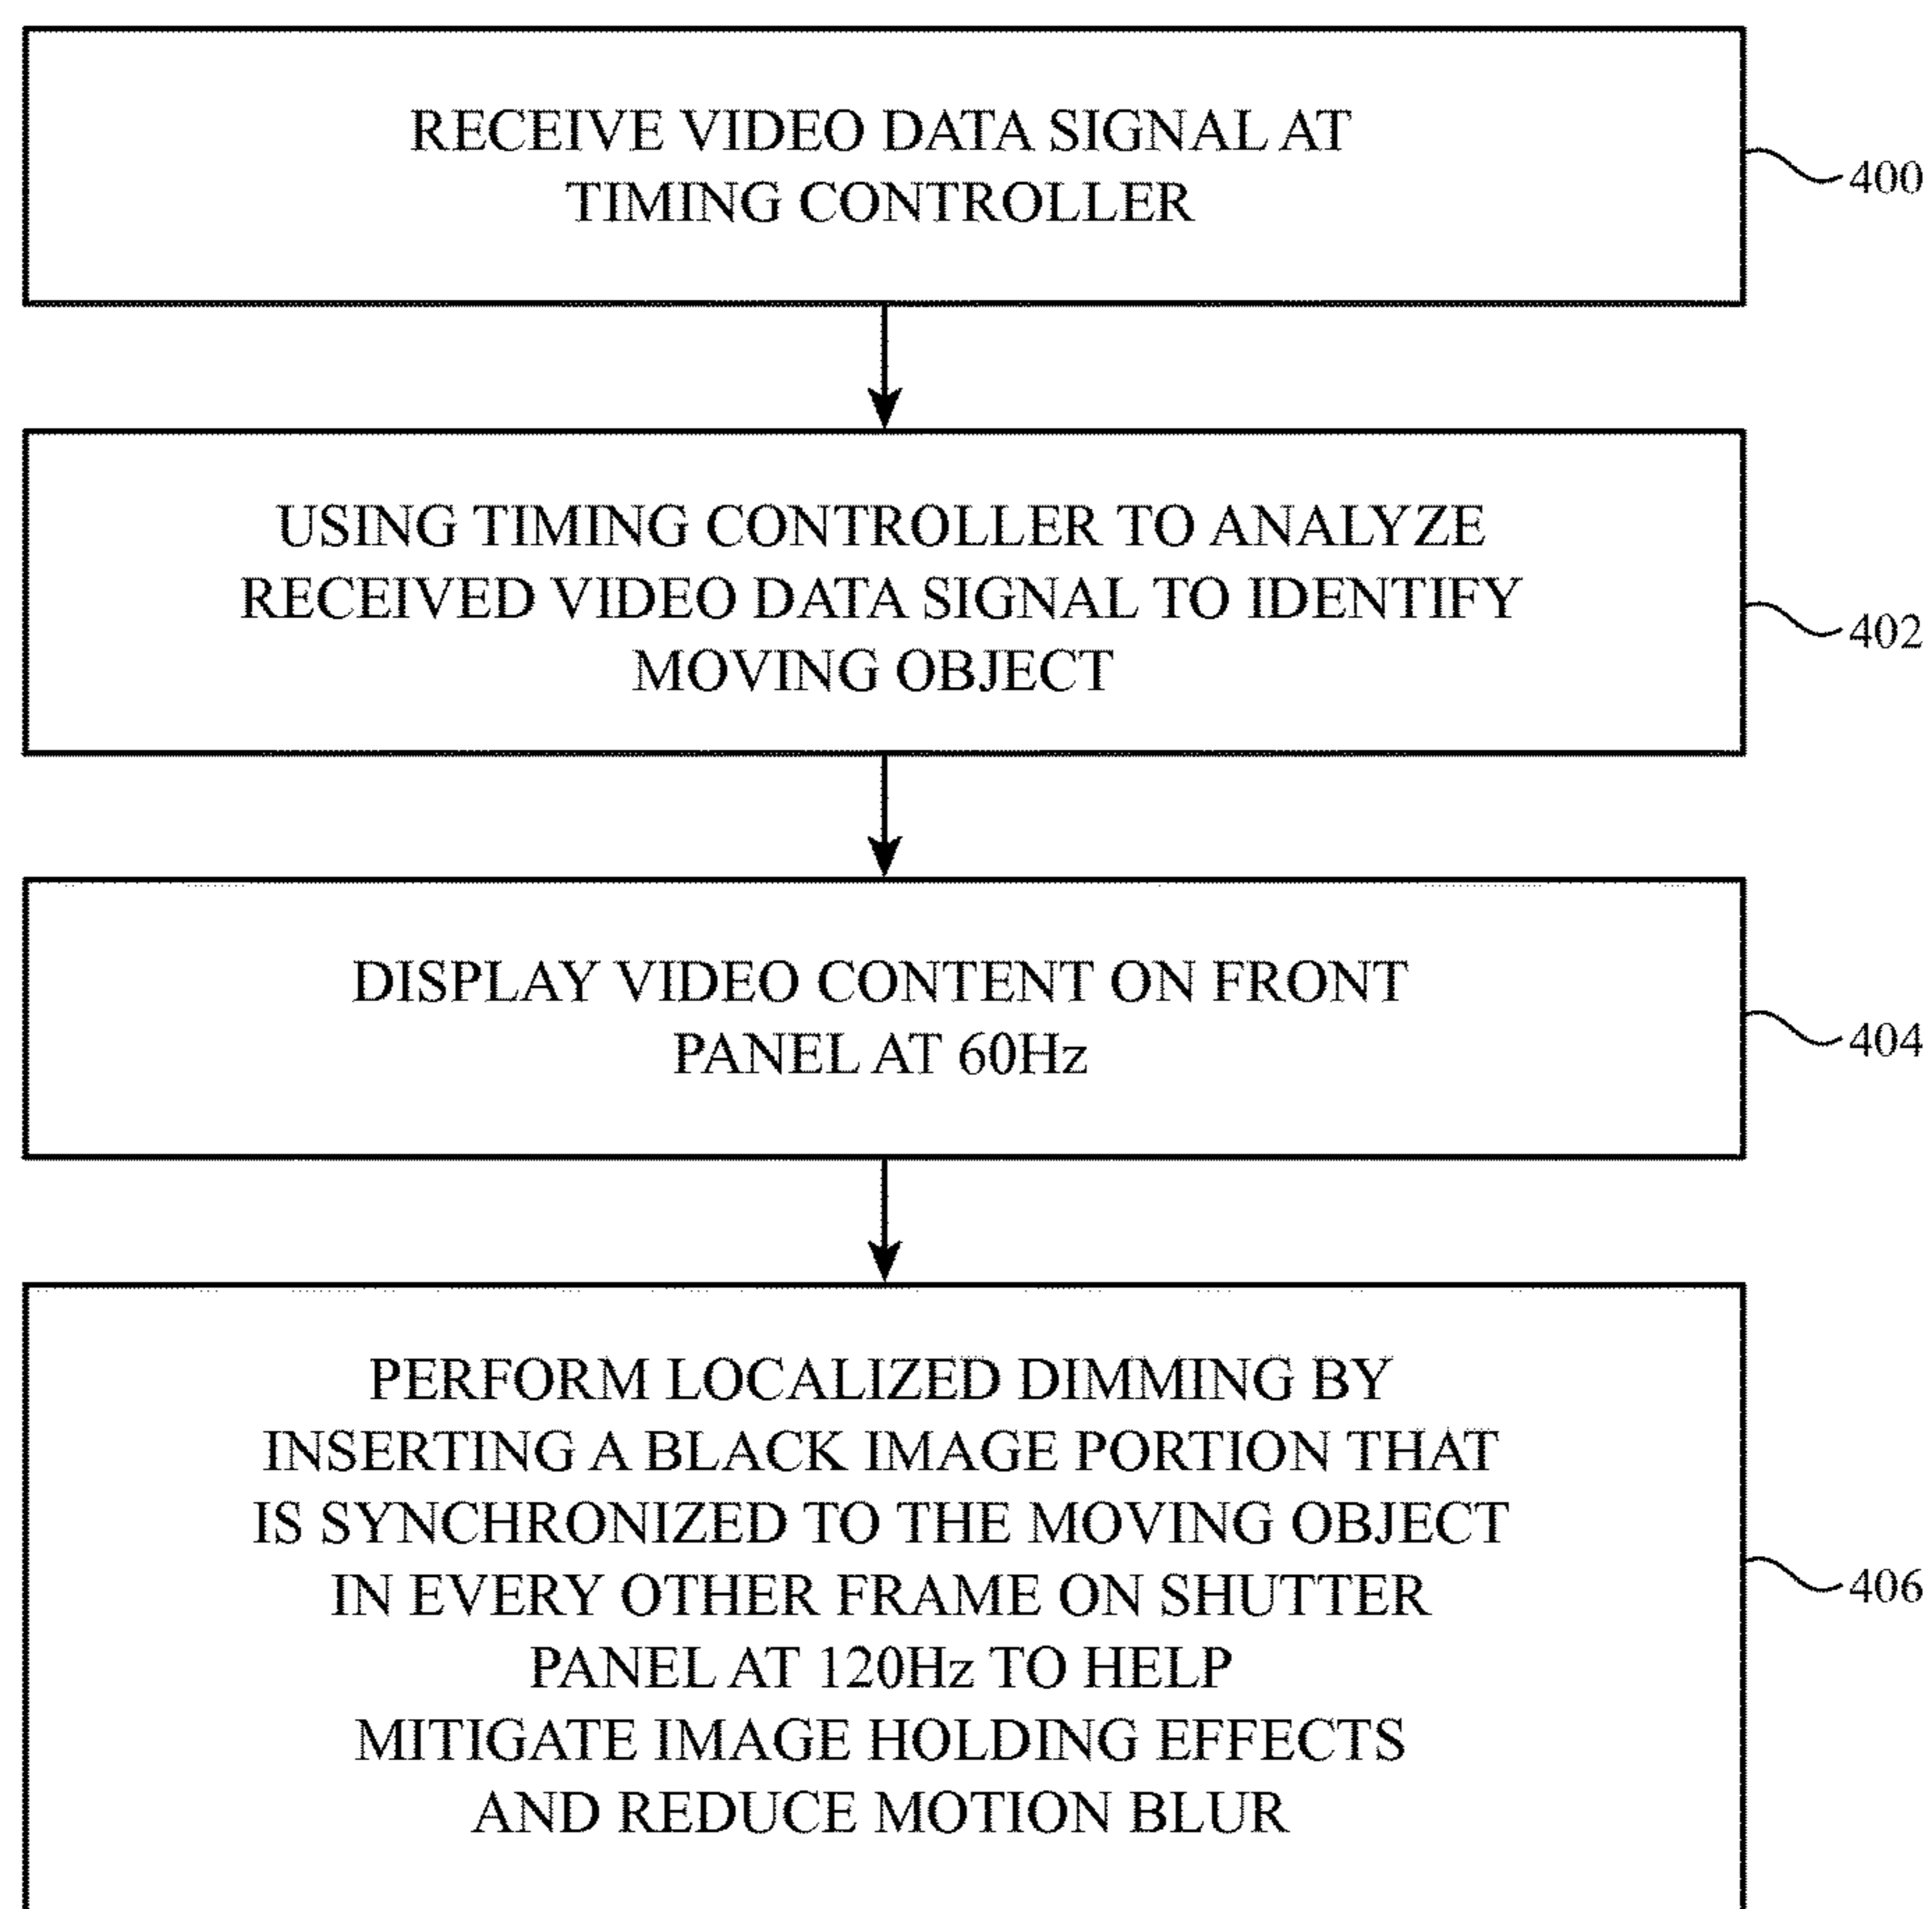 RECEIVE VIDEO DATA SIGNAL AT
TIMING CONTROLLER
400
USING TIMING CONTROLLER TO ANALYZE
RECEIVED VIDEO DATA SIGNAL TO IDENTIFY
MOVING OBJECT
402
DISPLAY VIDEO CONTENT ON FRONT
PANEL AT 60Hz
404
PERFORM LOCALIZED DIMMING BY
INSERTING A BLACK IMAGE PORTION THAT
IS SYNCHRONIZED TO THE MOVING OBJECT
IN EVERY OTHER FRAME ON SHUTTER
PANEL AT 120Hz TO HELP
MITIGATE IMAGE HOLDING EFFECTS
AND REDUCE MOTION BLUR
406